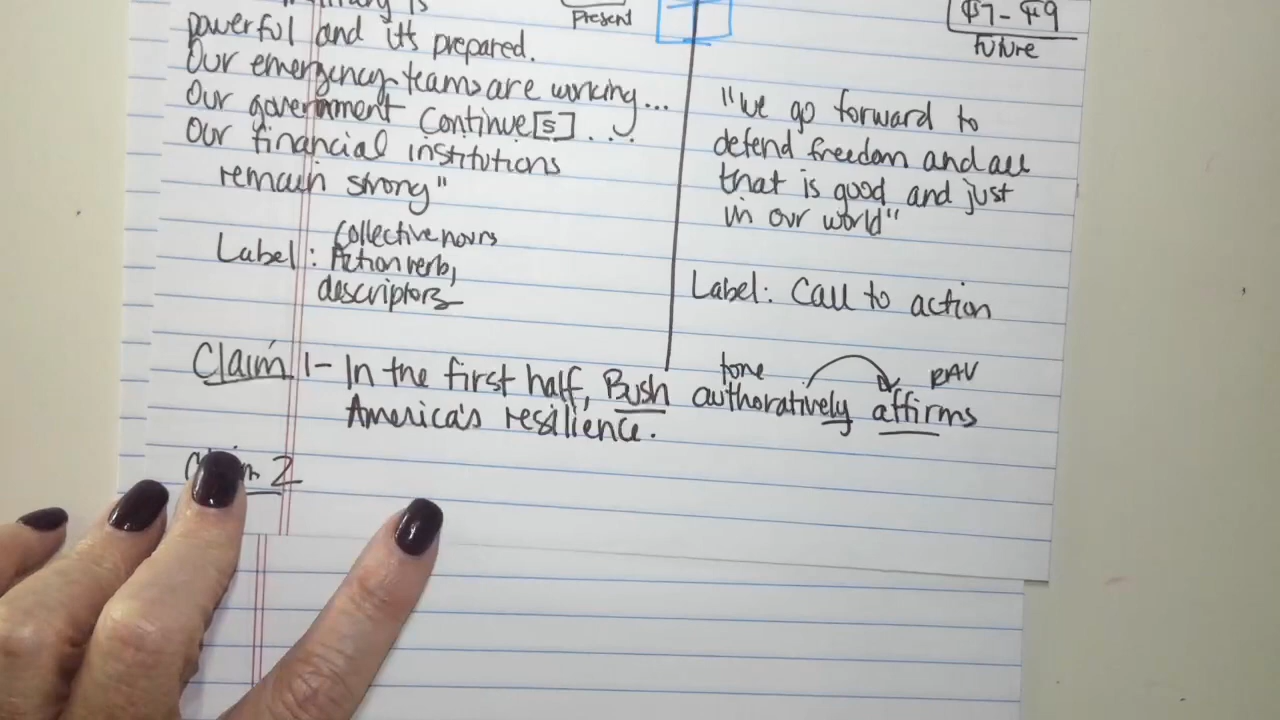 is
powerful and it's prepared.
Our emergency teams are working...
Our government continue[s]...
Our financial institutions
remain strong"
Label: Collective nouns
Action verb,
descriptors
Present
¶7-¶9
future
"we go forward to
defend freedom and all
that is good and just
in our world"
Label: Call to action
Claim 1- In the first half, Bush authoratively affirms
tone
RAV
America's resilience.
2